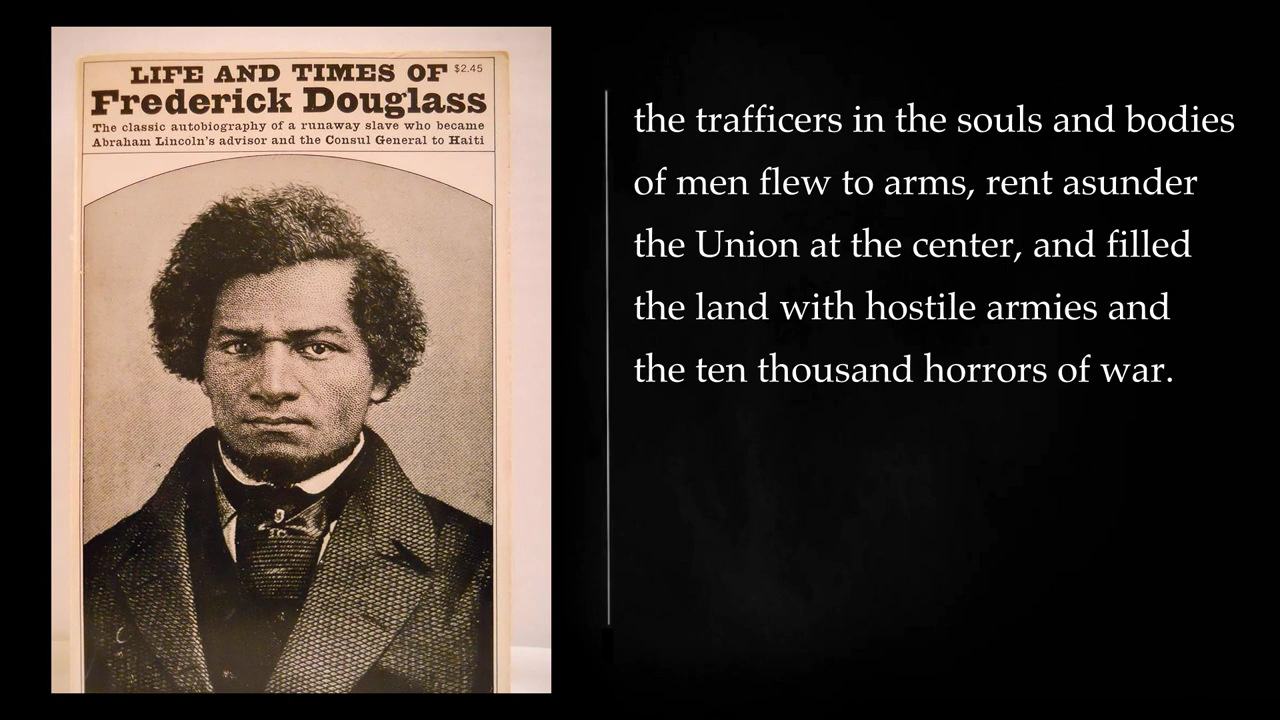 LIFE AND TIMES OF $2.45
Frederick Douglass
The classic autobiography of a runaway slave who became
Abraham Lincoln's advisor and the Consul General to Haiti
the trafficers in the souls and bodies
of men flew to arms, rent asunder
the Union at the center, and filled
the land with hostile armies and
the ten thousand horrors of war.